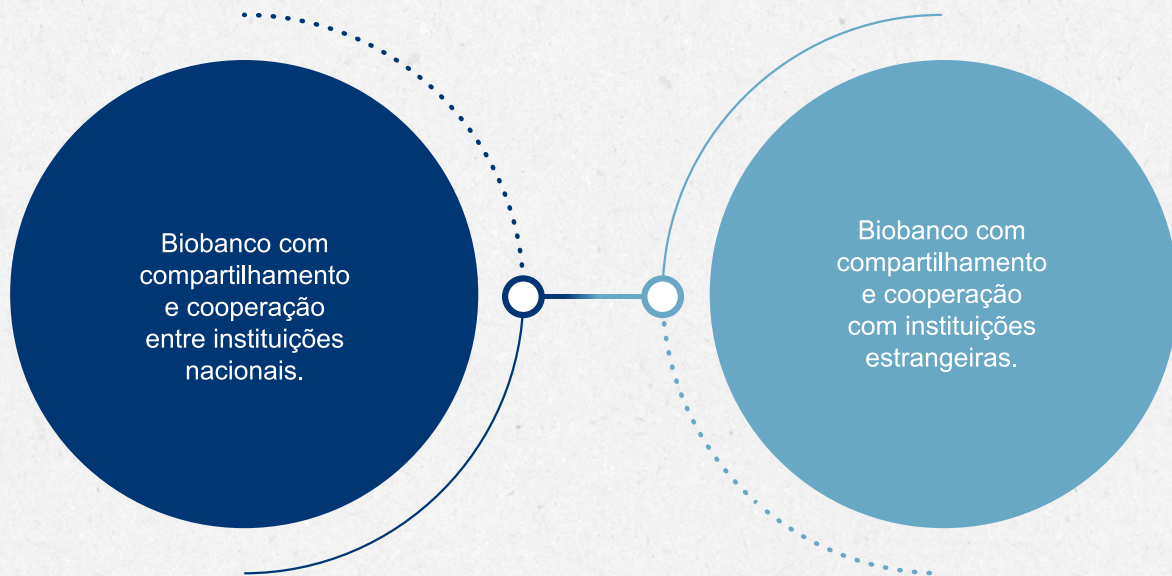 Biobanco com
compartilhamento
e cooperação
entre instituições
nacionais.
Biobanco com
compartilhamento
e cooperação
com instituições
estrangeiras.